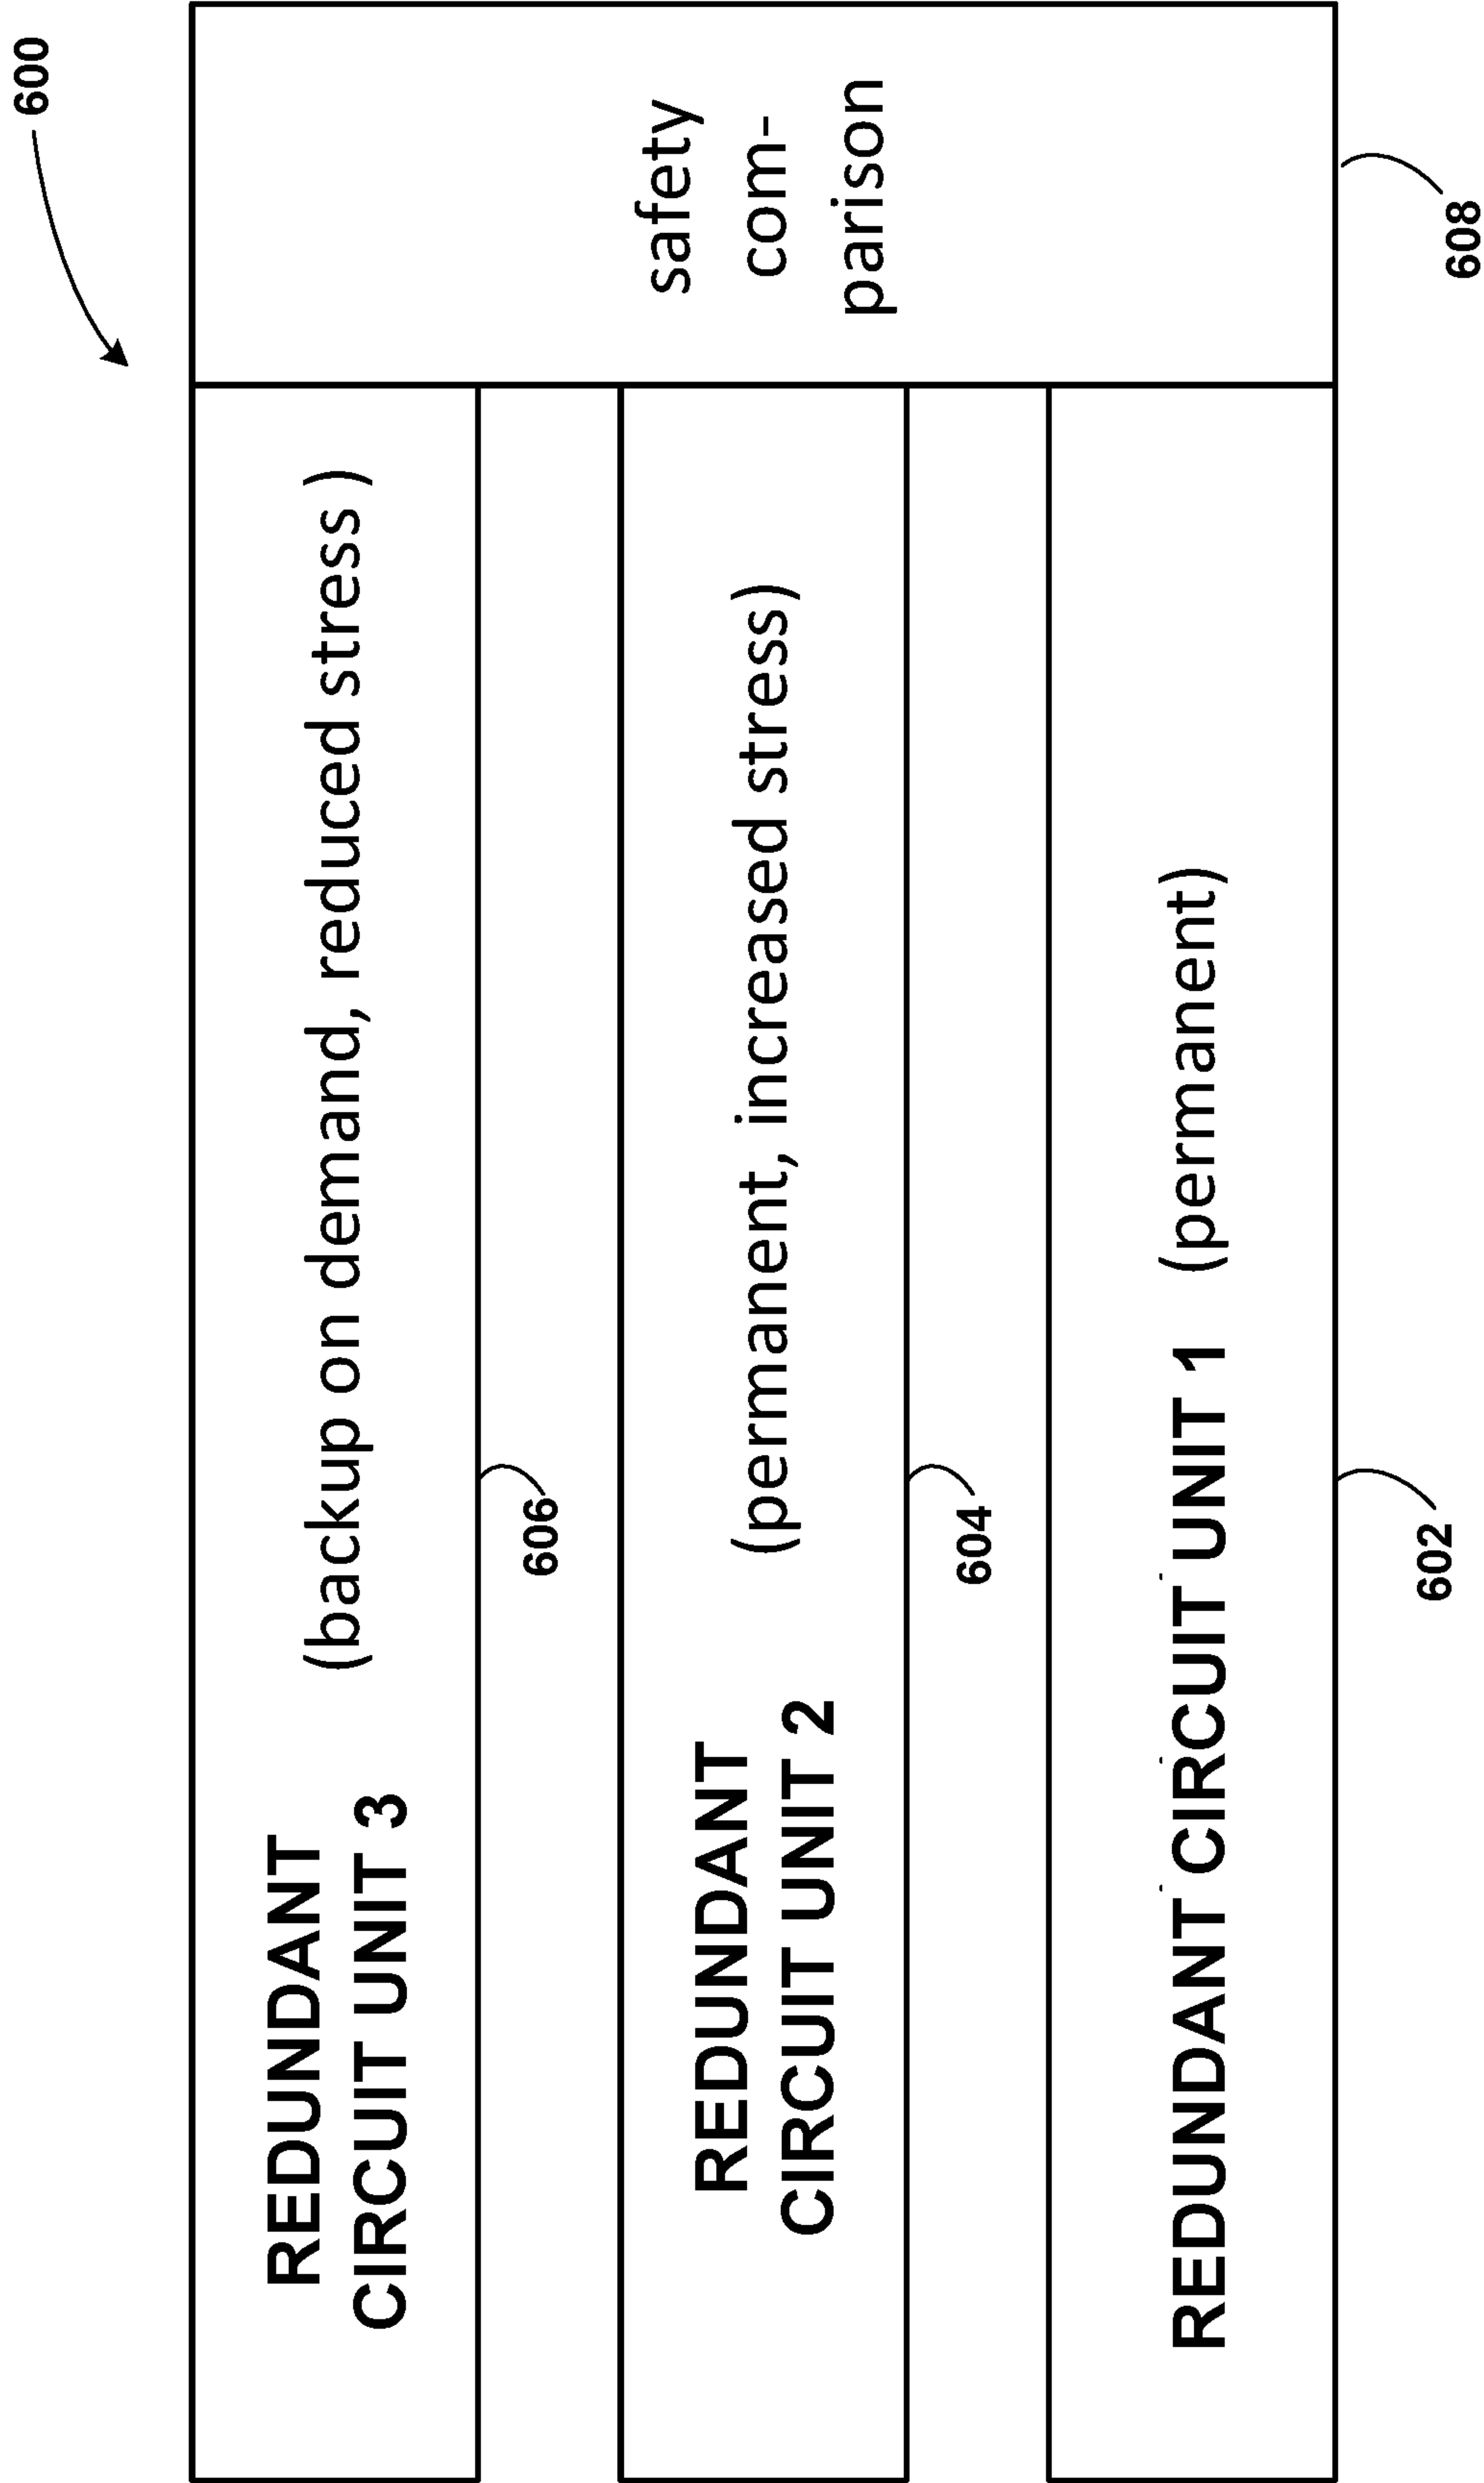 600
REDUNDANT
CIRCUIT UNIT 3
(backup on demand, reduced stress )
606
REDUNDANT
CIRCUIT UNIT 2
(permanent, increased stress)
604
REDUNDANT CIRCUIT UNIT 1 (permanent)
602
safety
com-
parison
608